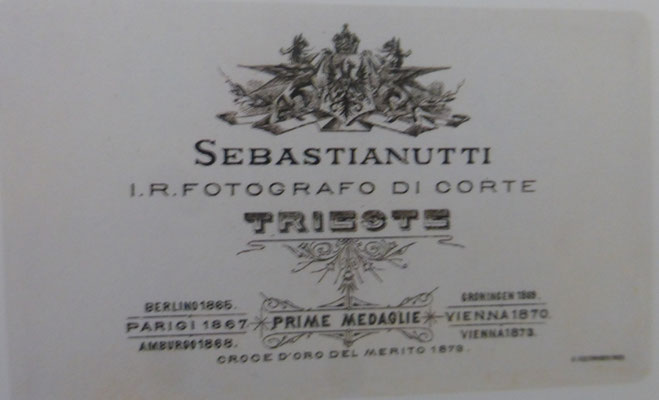 SEBASTIANUTTI
I.R. FOTOGRAFO DI CORTE
TRIESTE
BERLINO 1865.
PARIGI 1867
AMBURGO 1868.
PRIME MEDAGLIE
GRONINGEN 1869.
VIENNA 1870.
VIENNA 1873.
CROCE D'ORO DEL MERITO 1873.